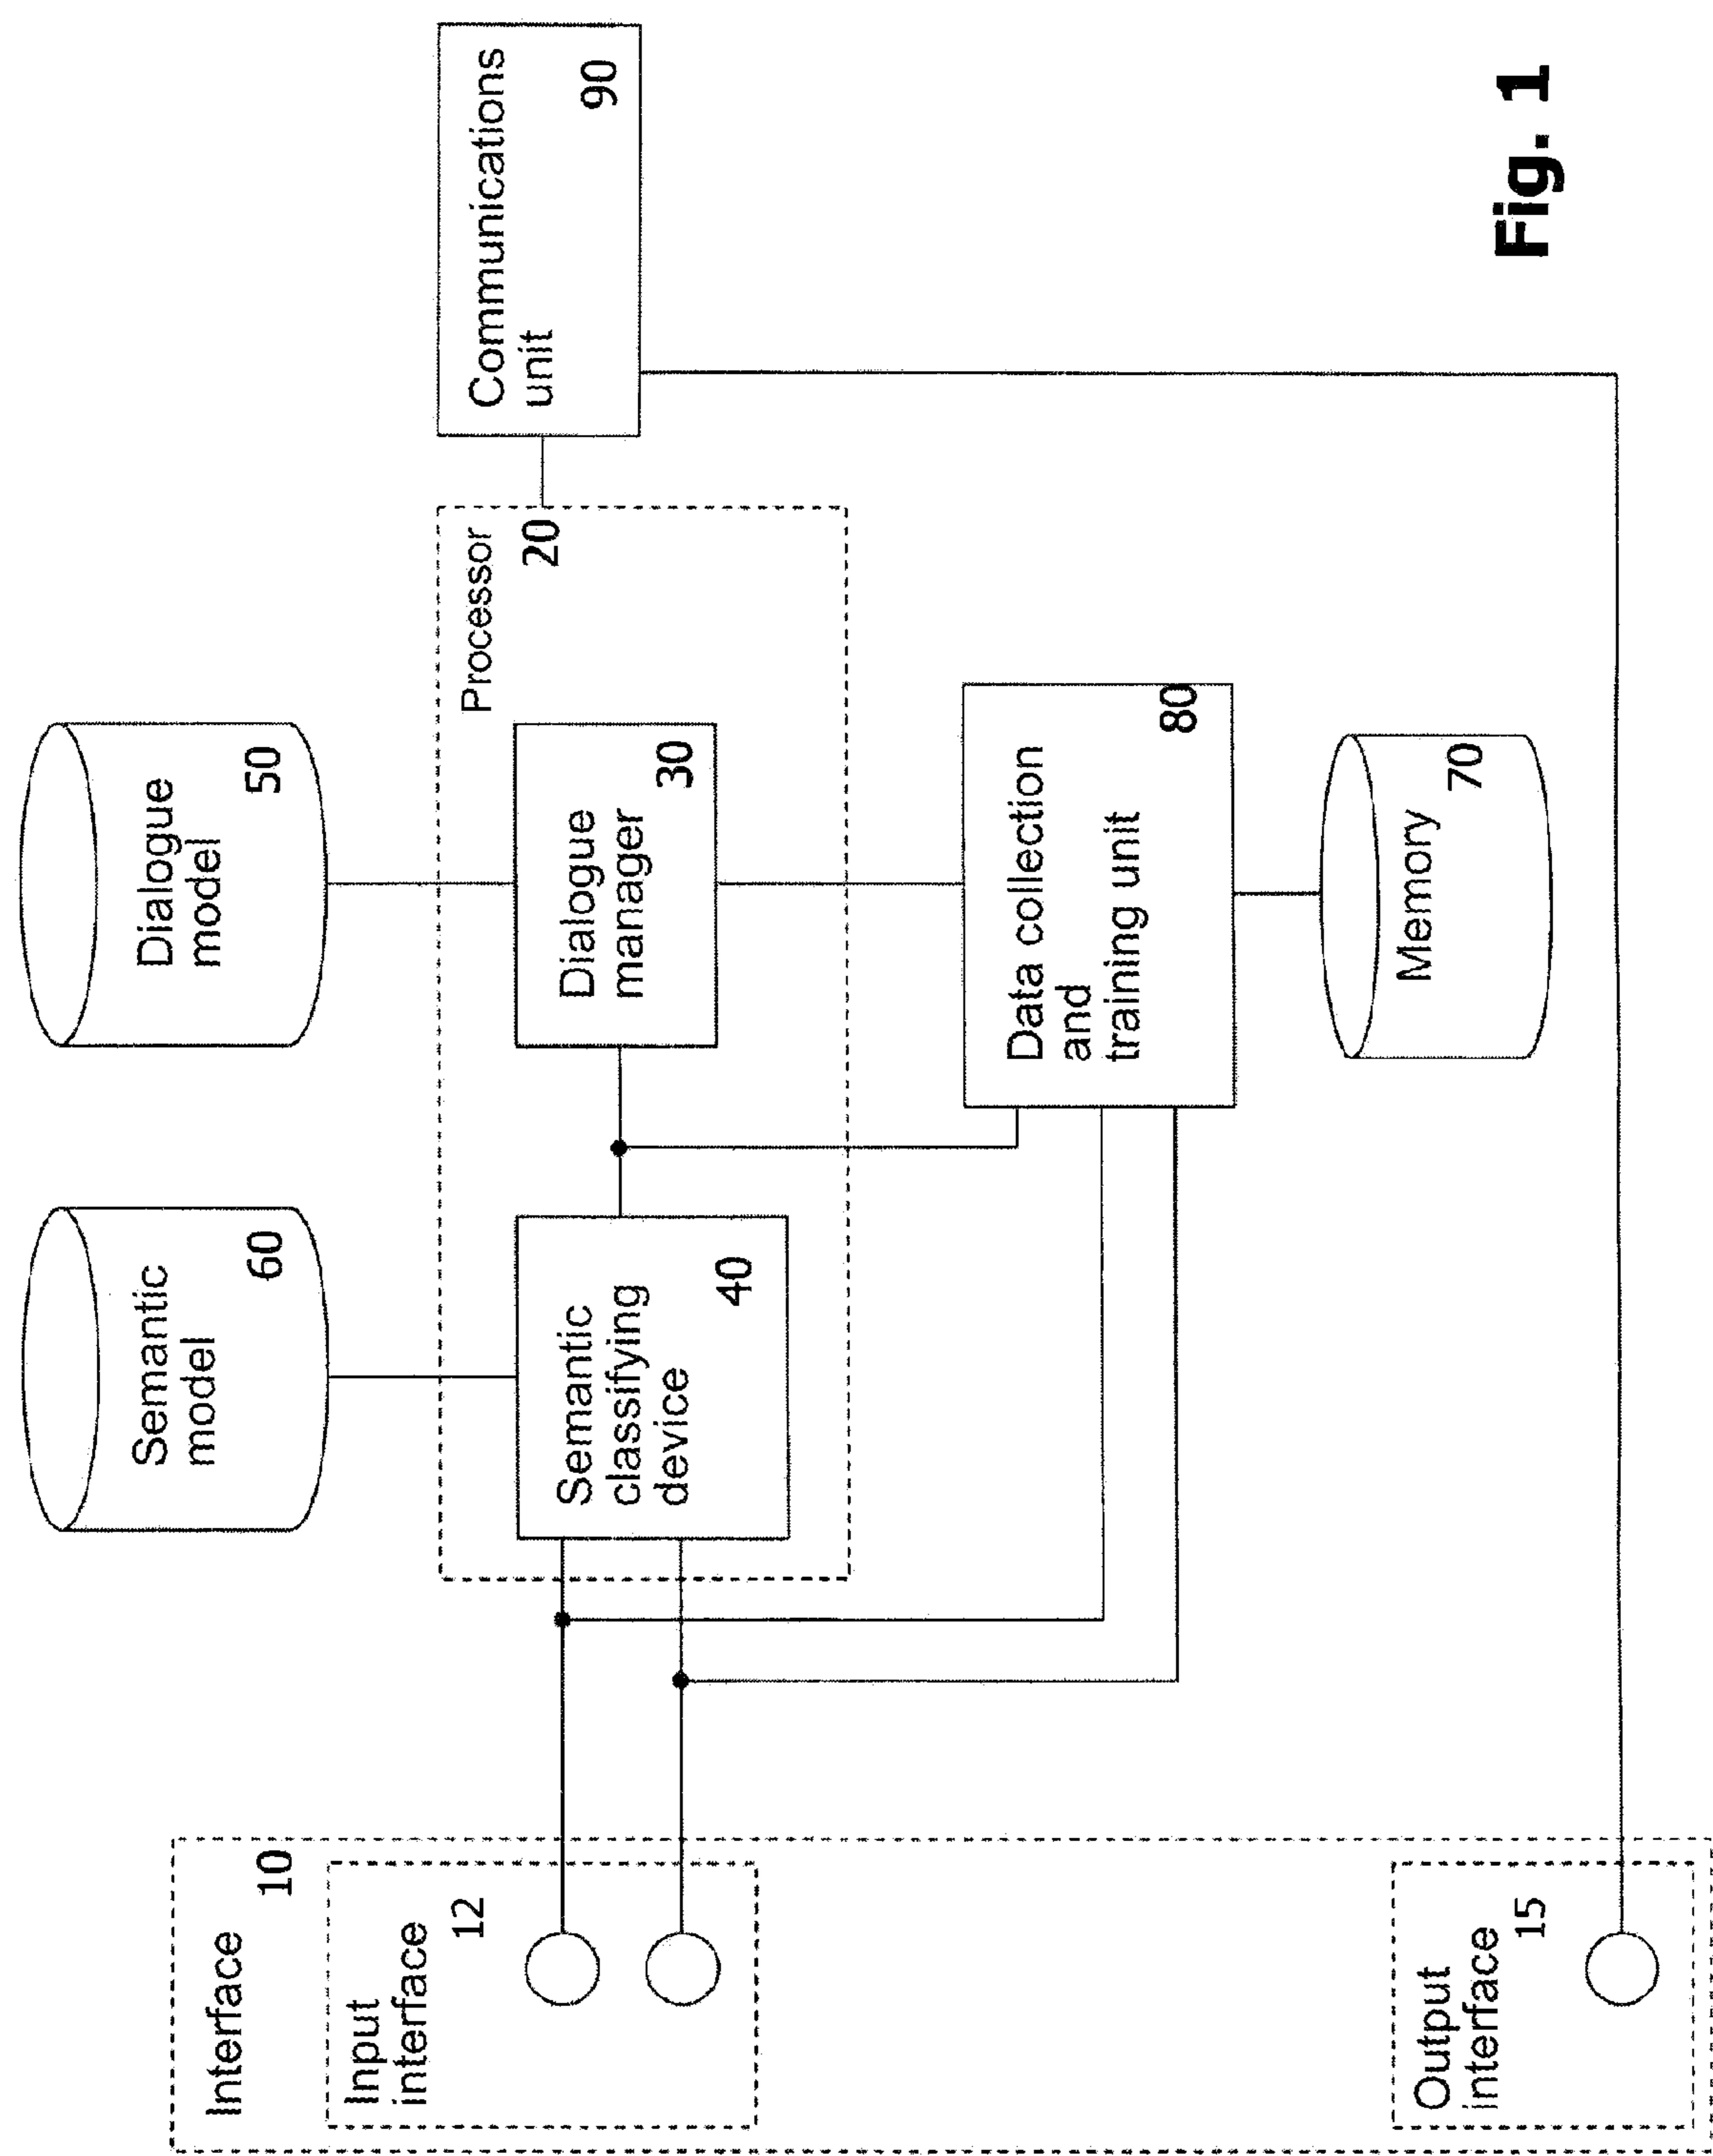 Interface
10
Input
interface
12
Output
interface
15
Semantic
model
60
Dialogue
model
50
Processor
20
Semantic
classifying
device
40
Dialogue
manager
30
Communications
unit
90
Data collection
and
training unit
80
Memory
70
Fig. 1